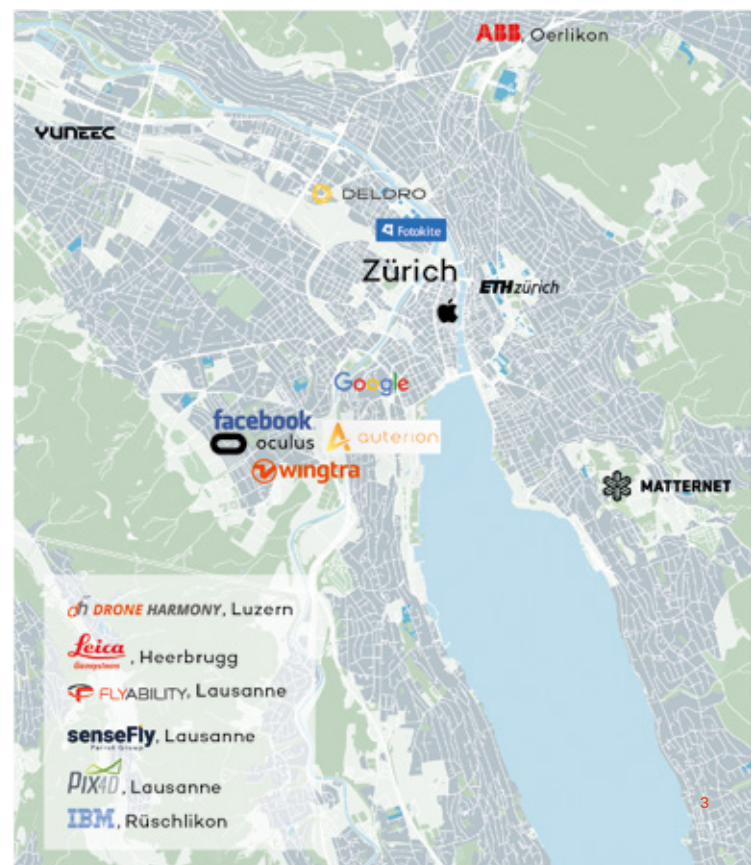 ABB, Oerlikon
YUNEEC
DELDRO
Fotokite
Zürich
ETH zürich
Google
facebook
oculus
auterion
wingtra
MATTERNET
dh DRONE HARMONY, Luzern
Leica
Geosystems, Heerbrugg
FLYABILITY, Lausanne
senseFly, Lausanne
Parrot Group
PIX4D, Lausanne
IBM, Rüschlikon
3